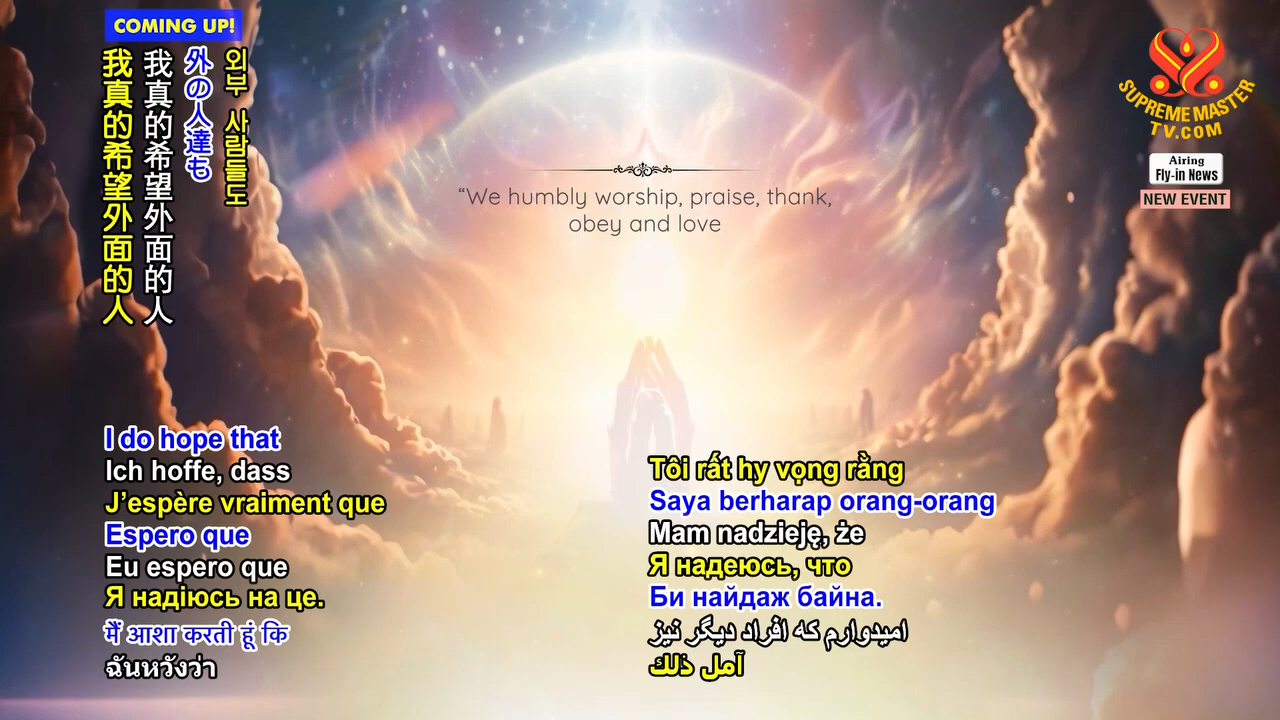 COMING UP!
我真的希望外面的人
我真的希望外面的人
外の人達も
외부 사람들도
SUPREME MASTER
TV.COM
Airing
Fly-in News
NEW EVENT
“We humbly worship, praise, thank,
obey and love
I do hope that
Ich hoffe, dass
J’espère vraiment que
Espero que
Eu espero que
Я надіюсь на це.
मैं आशा करती हूं कि
ฉันหวังว่า
Tôi rất hy vọng rằng
Saya berharap orang-orang
Mam nadzieję, że
Я надеюсь, что
Би найдаж байна.
امیدوارم که افراد دیگر نیز
آمل ذلك